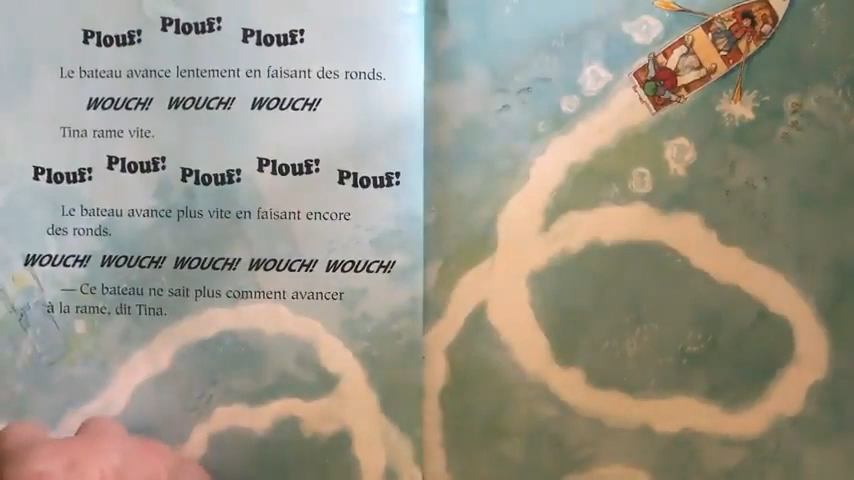 Plouf! Plouf! Plouf!
Le bateau avance lentement en faisant des ronds.
WOUCH! WOUCH! WOUCH!
Tina rame vite.
Plouf! Plouf! Plouf! Plouf! Plouf!
Le bateau avance plus vite en faisant encore
des ronds.
WOUCH! WOUCH! WOUCH! WOUCH! WOUCH!
— Ce bateau ne sait plus comment avancer
à la rame, dit Tina.